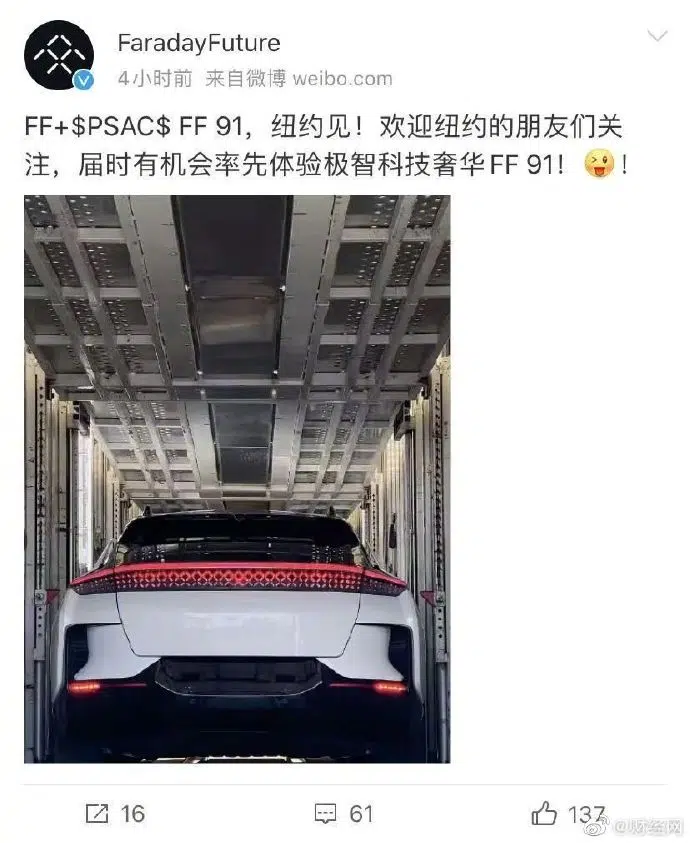 FaradayFuture
4小时前 来自微博 weibo.com
FF+$PSAC$ FF 91，纽约见！欢迎纽约的朋友们关
注，届时有机会率先体验极智科技奢华FF 91！😜！
16 61 137
@财经网